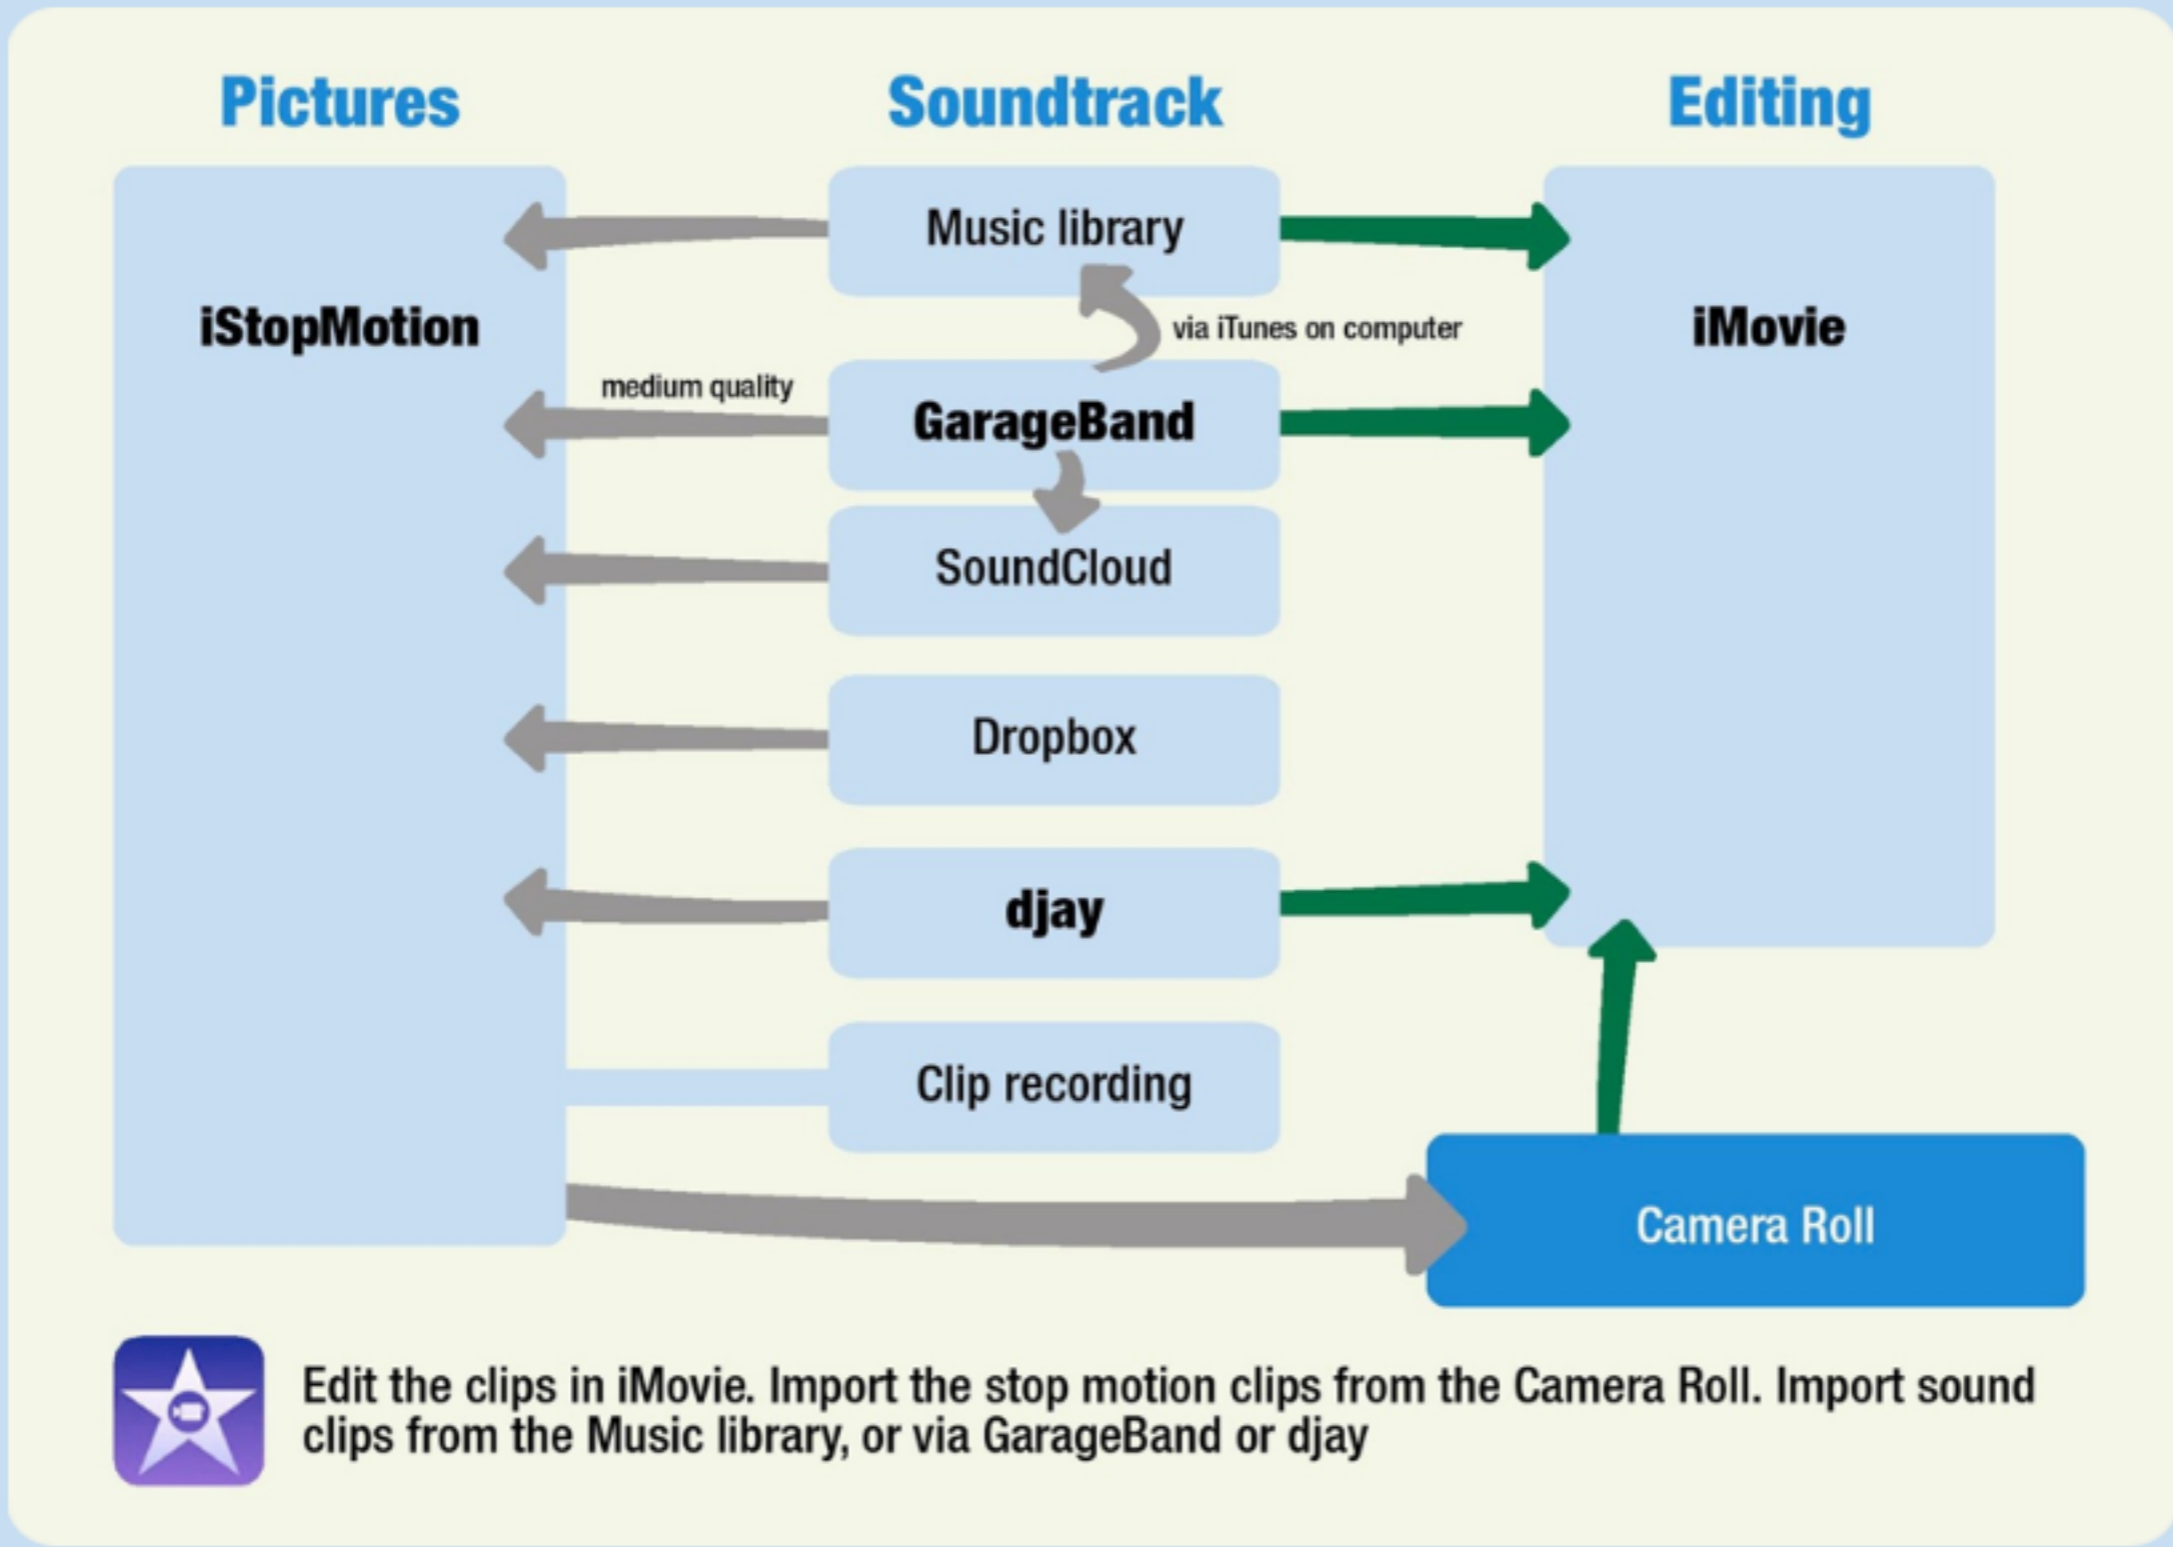 Pictures
Soundtrack
Editing
Music library
iStopMotion
via iTunes on computer
iMovie
medium quality
GarageBand
SoundCloud
Dropbox
djay
Clip recording
Camera Roll
Edit the clips in iMovie. Import the stop motion clips from the Camera Roll. Import sound
clips from the Music library, or via GarageBand or djay